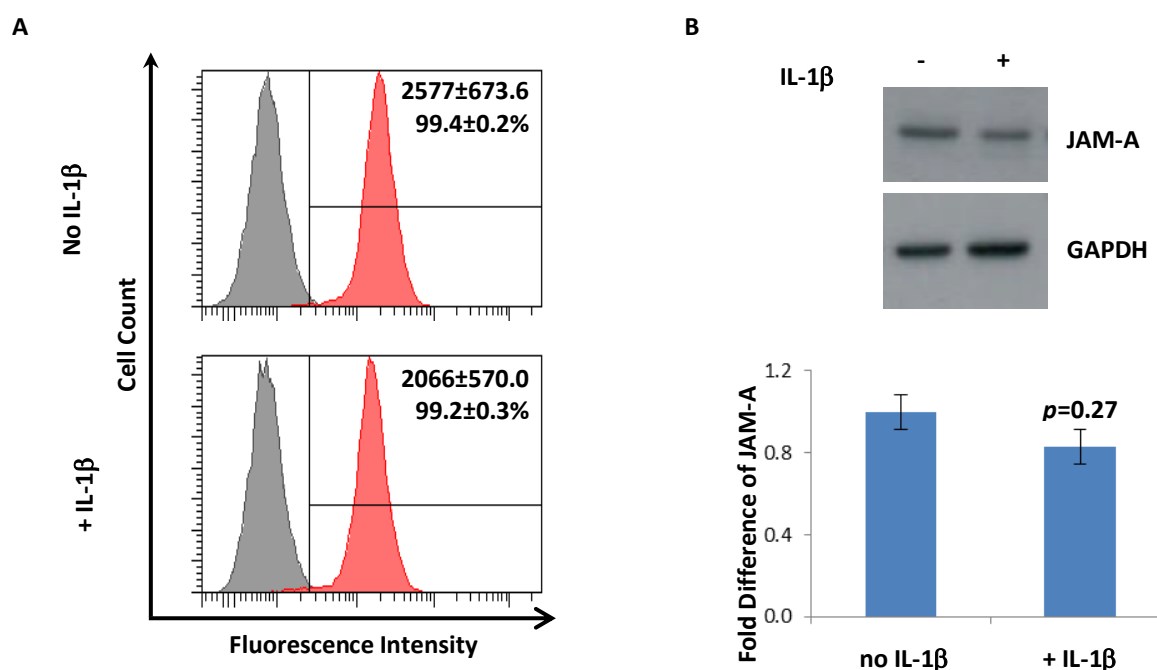 A
Cell Count
No IL-1β
2577±673.6
99.4±0.2%
+ IL-1β
2066±570.0
99.2±0.3%
Fluorescence Intensity
B
IL-1β
- +
JAM-A
GAPDH
Fold Difference of JAM-A
1.2
0.8
0.4
0.0
p=0.27
no IL-1β
+ IL-1β